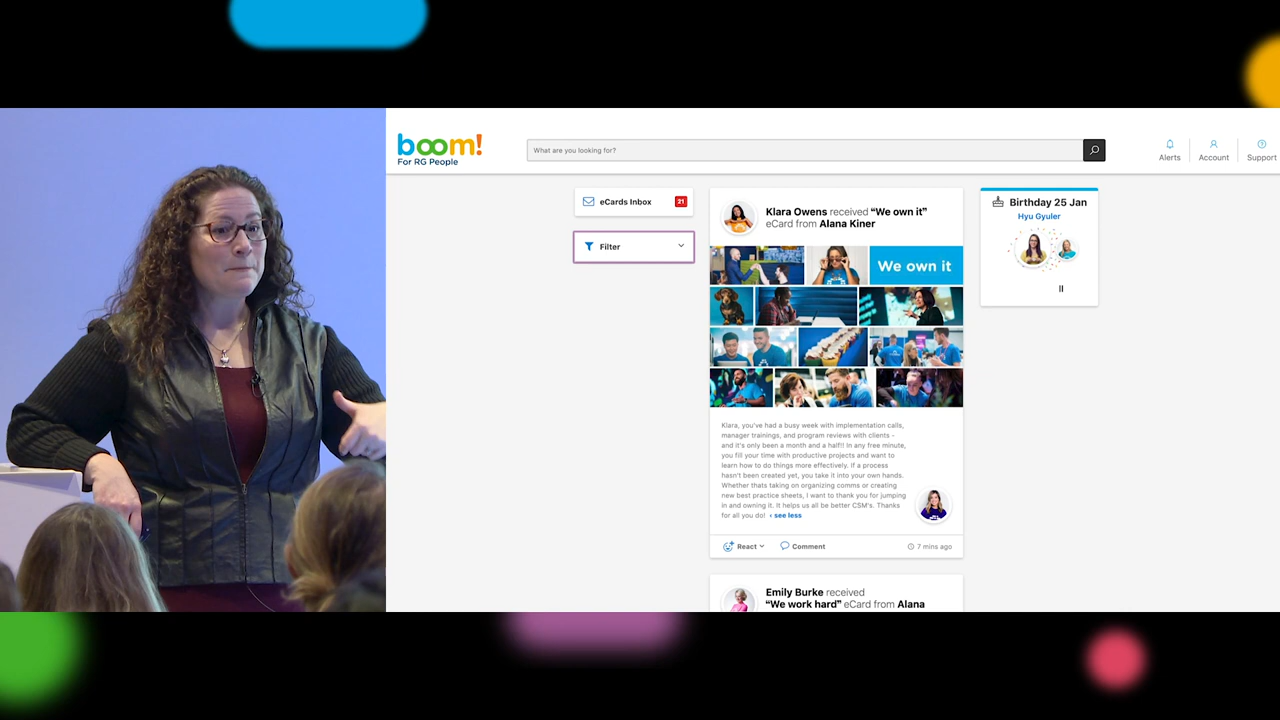 boom!
For RG People
What are you looking for?
Alerts
Account
Support
eCards Inbox
21
Filter
Klara Owens received “We own it”
eCard from Alana Kiner
We own it
Klara, you've had a busy week with implementation calls,
manager trainings, and program reviews with clients -
and it's only been a month and a half!! In any free minute,
you fill your time with productive projects and want to
learn how to do things more effectively. If a process
hasn't been created yet, you take it into your own hands.
Whether thats taking on organizing comms or creating
new best practice sheets, I want to thank you for jumping
in and owning it. It helps us all be better CSM's. Thanks
for all you do! ‹ see less
React
Comment
7 mins ago
Emily Burke received
“We work hard” eCard from Alana
Birthday 25 Jan
Hyu Gyuler